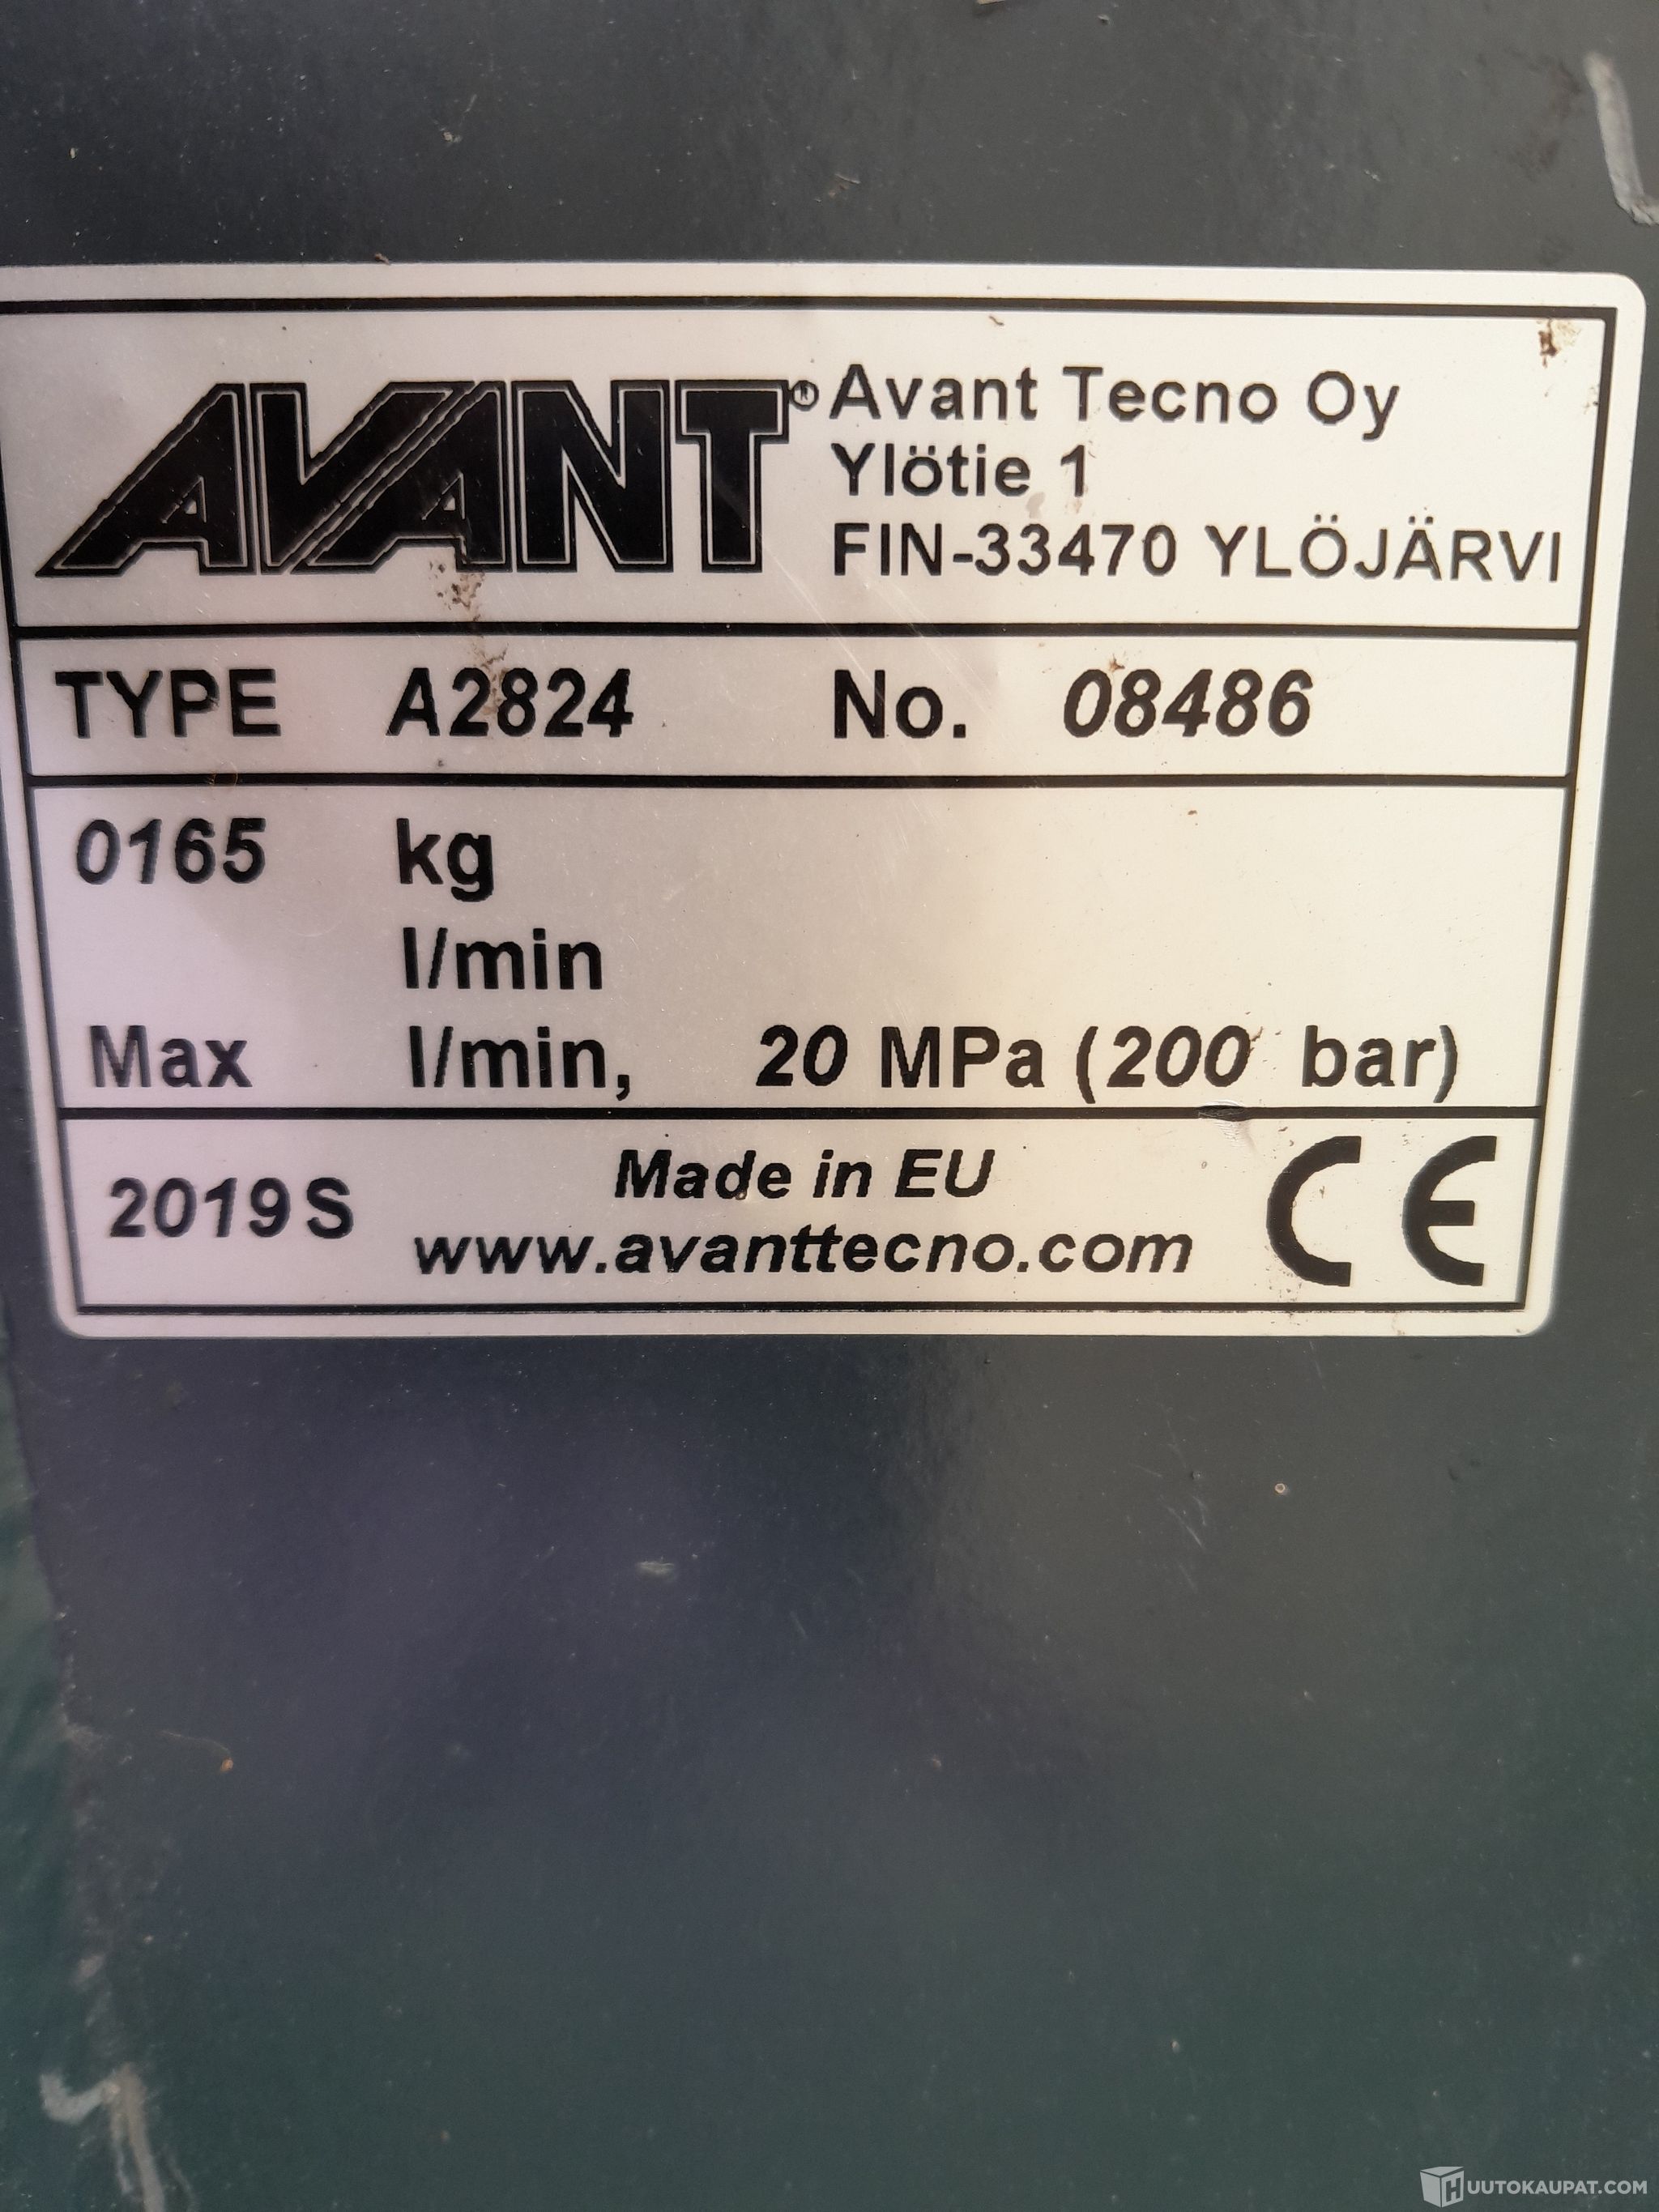 AVANT® Avant Tecno Oy
Ylötie 1
FIN-33470 YLÖJÄRVI
TYPE A2824 No. 08486
0165 kg
l/min
Max l/min, 20 MPa (200 bar)
2019S Made in EU CE
www.avanttecno.com
HUUTOKAUPAT.COM